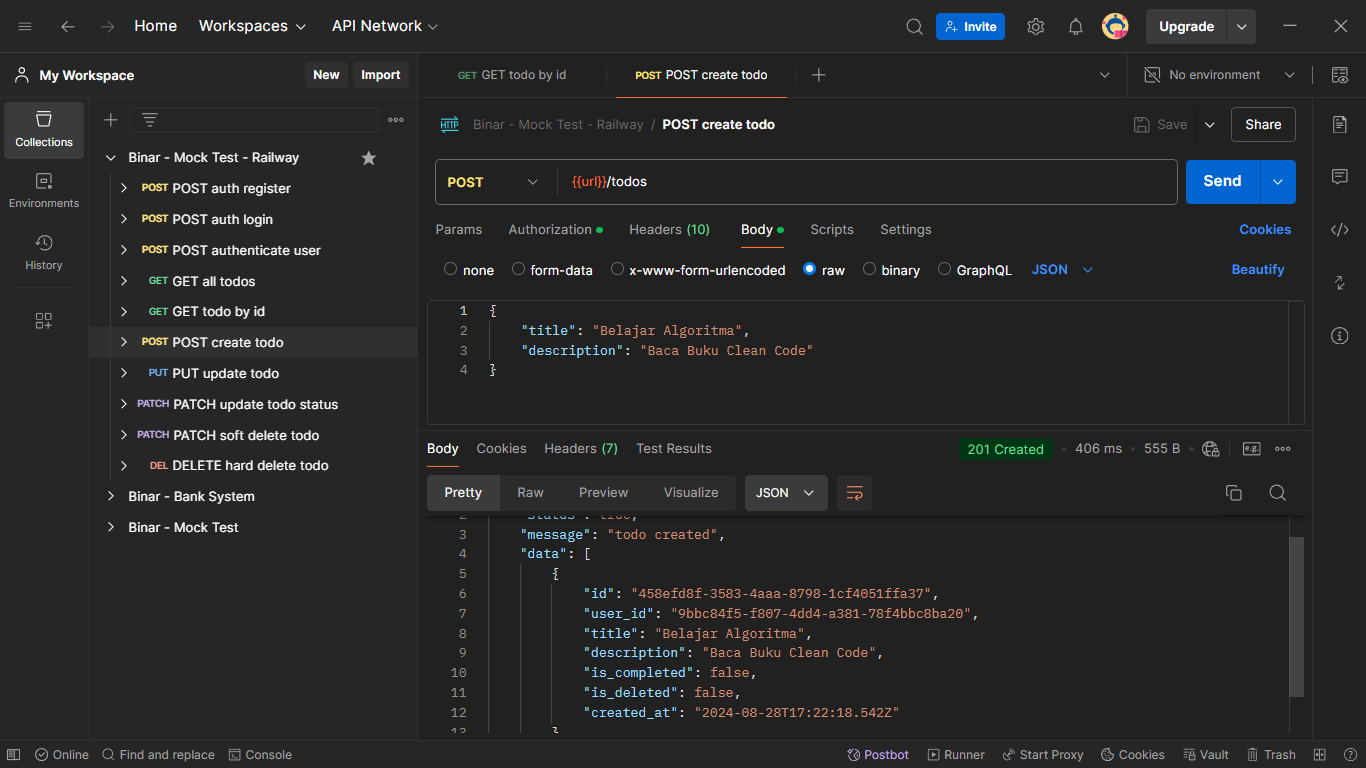 Home Workspaces API Network Invite Upgrade
My Workspace New Import GET GET todo by id POST POST create todo No environment
Collections
Environments
History
Binar - Mock Test - Railway
POST POST auth register
POST POST auth login
POST POST authenticate user
GET GET all todos
GET GET todo by id
POST POST create todo
PUT PUT update todo
PATCH PATCH update todo status
PATCH PATCH soft delete todo
DEL DELETE hard delete todo
Binar - Bank System
Binar - Mock Test
HTTP Binar - Mock Test - Railway / POST create todo Save Share
POST {{url}}/todos Send
Params Authorization Headers (10) Body Scripts Settings Cookies
none form-data x-www-form-urlencoded raw binary GraphQL JSON Beautify
1 {
2 "title": "Belajar Algoritma",
3 "description": "Baca Buku Clean Code"
4 }
Body Cookies Headers (7) Test Results 201 Created 406 ms 555 B e.g.
Pretty Raw Preview Visualize JSON
2 "status": true,
3 "message": "todo created",
4 "data": [
5 {
6 "id": "458efd8f-3583-4aaa-8798-1cf4051ffa37",
7 "user_id": "9bbc84f5-f807-4dd4-a381-78f4bbc8ba20",
8 "title": "Belajar Algoritma",
9 "description": "Baca Buku Clean Code",
10 "is_completed": false,
11 "is_deleted": false,
12 "created_at": "2024-08-28T17:22:18.542Z"
13 }
Online Find and replace Console Postbot Runner Start Proxy Cookies Vault Trash